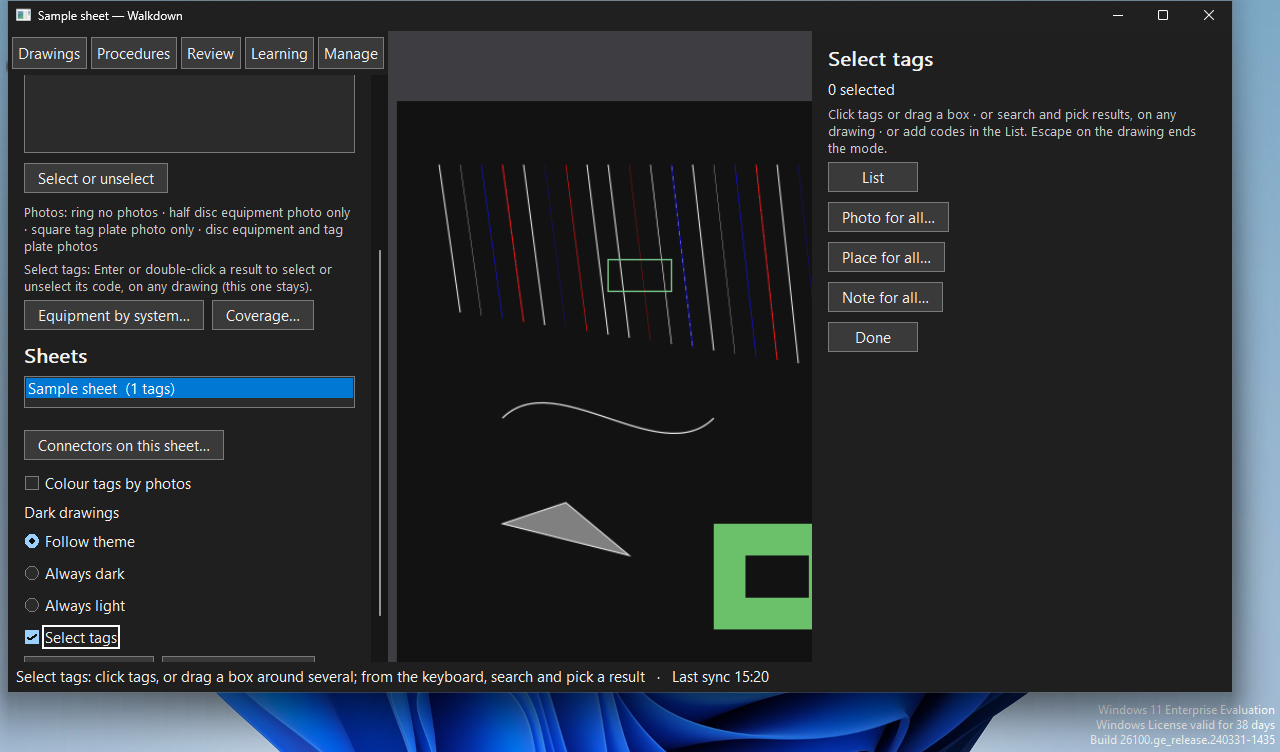 Sample sheet — Walkdown
Drawings
Procedures
Review
Learning
Manage
Select or unselect
Photos: ring no photos · half disc equipment photo only
· square tag plate photo only · disc equipment and tag
plate photos
Select tags: Enter or double-click a result to select or
unselect its code, on any drawing (this one stays).
Equipment by system...
Coverage...
Sheets
Sample sheet (1 tags)
Connectors on this sheet...
Colour tags by photos
Dark drawings
Follow theme
Always dark
Always light
Select tags
Select tags
0 selected
Click tags or drag a box · or search and pick results, on any
drawing · or add codes in the List. Escape on the drawing ends
the mode.
List
Photo for all...
Place for all...
Note for all...
Done
Select tags: click tags, or drag a box around several; from the keyboard, search and pick a result · Last sync 15:20
Windows 11 Enterprise Evaluation
Windows License valid for 38 days
Build 26100.ge_release.240331-1435